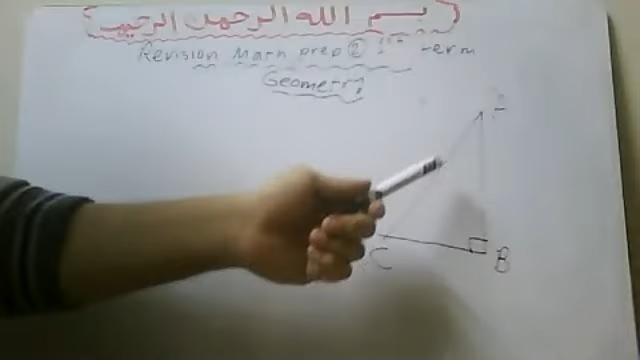 بسم الله الرحمن الرحيم
Revision Math prep ② 1st term
Geometry
C
B